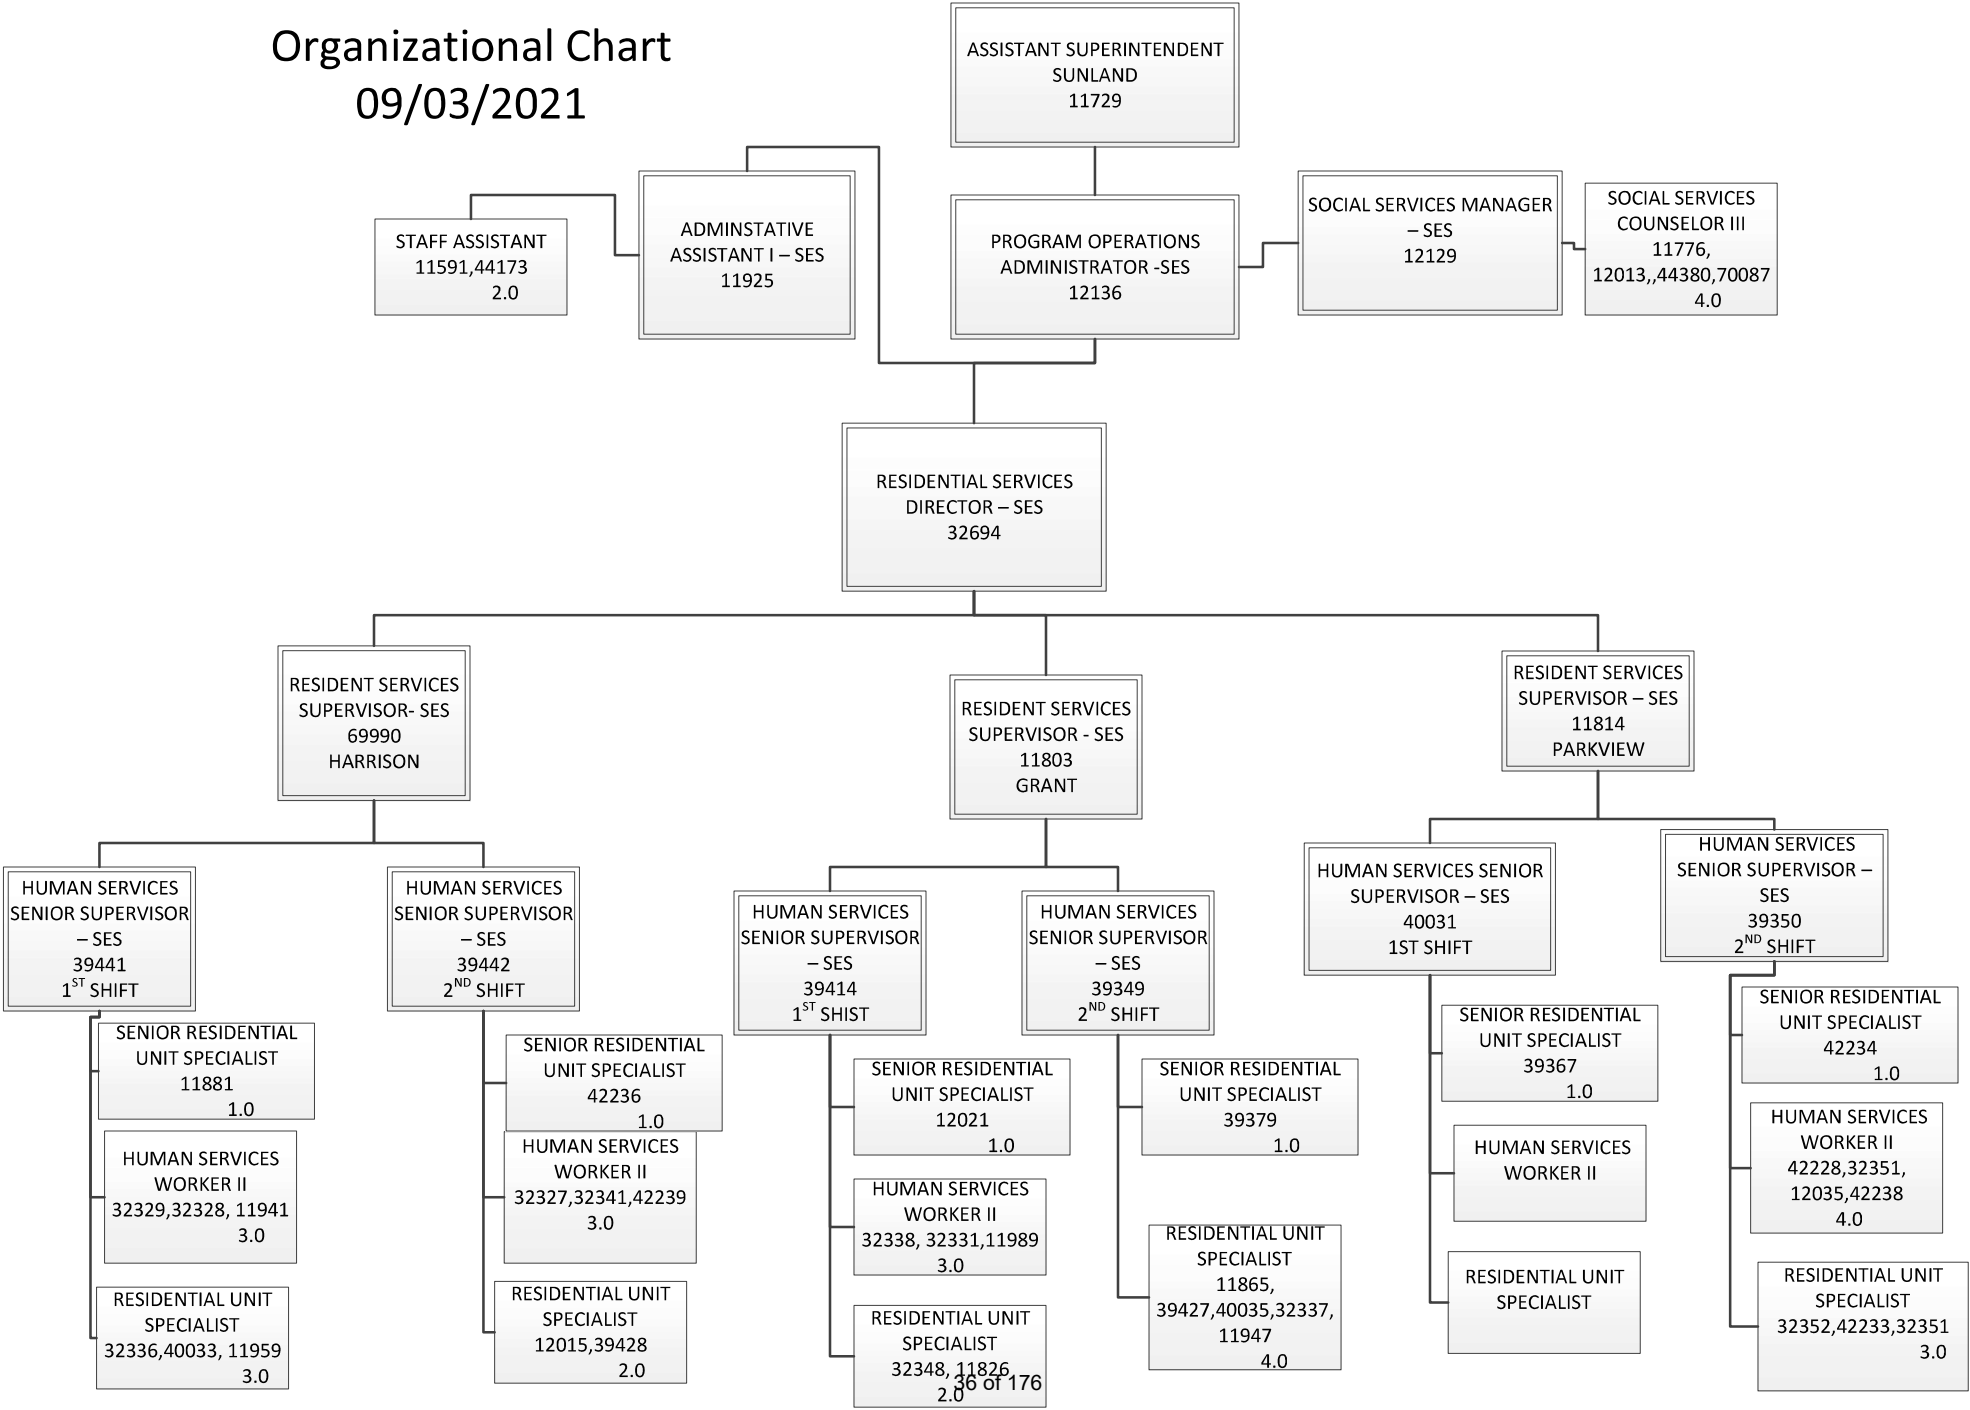 Organizational Chart
09/03/2021
ASSISTANT SUPERINTENDENT
SUNLAND
11729
STAFF ASSISTANT
11591,44173
2.0
ADMINSTATIVE
ASSISTANT I – SES
11925
PROGRAM OPERATIONS
ADMINISTRATOR -SES
12136
SOCIAL SERVICES MANAGER
– SES
12129
SOCIAL SERVICES
COUNSELOR III
11776,
12013,,44380,70087
4.0
RESIDENTIAL SERVICES
DIRECTOR – SES
32694
RESIDENT SERVICES
SUPERVISOR- SES
69990
HARRISON
RESIDENT SERVICES
SUPERVISOR - SES
11803
GRANT
RESIDENT SERVICES
SUPERVISOR – SES
11814
PARKVIEW
HUMAN SERVICES
SENIOR SUPERVISOR
– SES
39441
1ST SHIFT
SENIOR RESIDENTIAL
UNIT SPECIALIST
11881
1.0
HUMAN SERVICES
WORKER II
32329,32328, 11941
3.0
RESIDENTIAL UNIT
SPECIALIST
32336,40033, 11959
3.0
HUMAN SERVICES
SENIOR SUPERVISOR
– SES
39442
2ND SHIFT
SENIOR RESIDENTIAL
UNIT SPECIALIST
42236
1.0
HUMAN SERVICES
WORKER II
32327,32341,42239
3.0
RESIDENTIAL UNIT
SPECIALIST
12015,39428
2.0
HUMAN SERVICES
SENIOR SUPERVISOR
– SES
39414
1ST SHIST
SENIOR RESIDENTIAL
UNIT SPECIALIST
12021
1.0
HUMAN SERVICES
WORKER II
32338, 32331,11989
3.0
RESIDENTIAL UNIT
SPECIALIST
32348, 11826
2.0
HUMAN SERVICES
SENIOR SUPERVISOR
– SES
39349
2ND SHIFT
SENIOR RESIDENTIAL
UNIT SPECIALIST
39379
1.0
RESIDENTIAL UNIT
SPECIALIST
11865,
39427,40035,32337,
11947
4.0
HUMAN SERVICES SENIOR
SUPERVISOR – SES
40031
1ST SHIFT
SENIOR RESIDENTIAL
UNIT SPECIALIST
39367
1.0
HUMAN SERVICES
WORKER II
RESIDENTIAL UNIT
SPECIALIST
HUMAN SERVICES
SENIOR SUPERVISOR –
SES
39350
2ND SHIFT
SENIOR RESIDENTIAL
UNIT SPECIALIST
42234
1.0
HUMAN SERVICES
WORKER II
42228,32351,
12035,42238
4.0
RESIDENTIAL UNIT
SPECIALIST
32352,42233,32351
3.0
36 of 176